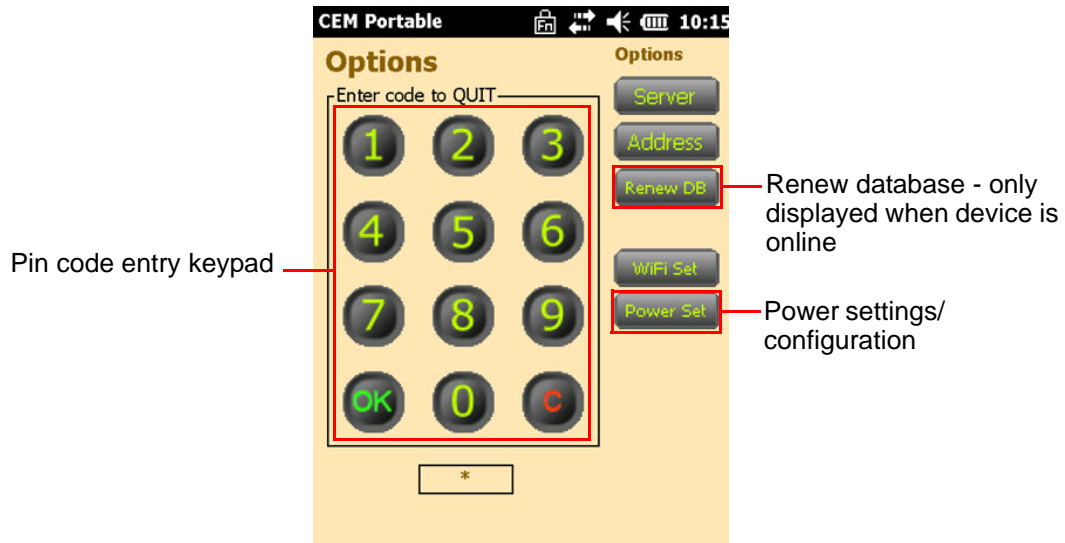 CEM Portable Fn 10:15
Options
Options
Enter code to QUIT
Server
1 2 3
Address
Renew DB
Renew database - only
displayed when device is
online
4 5 6
Pin code entry keypad
WiFi Set
7 8 9
Power Set
Power settings/
configuration
OK 0 C
*